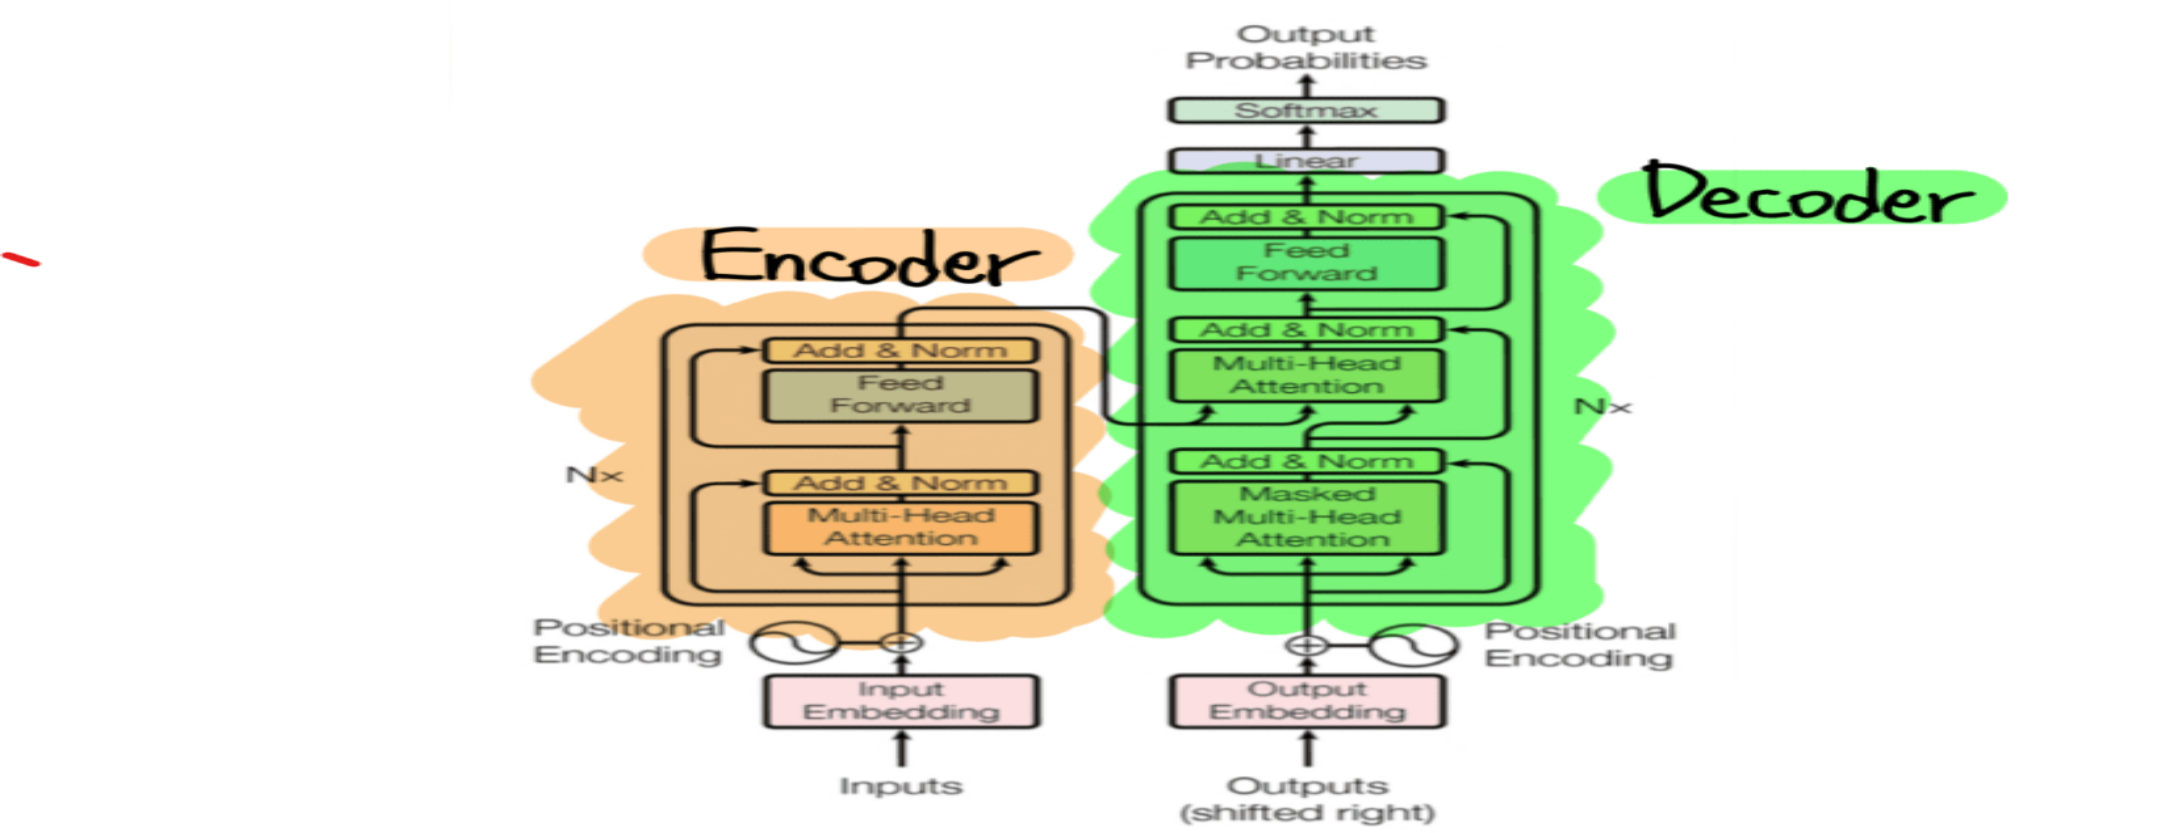 Output
Probabilities
Softmax
Linear
Decoder
Add & Norm
Feed
Forward
Add & Norm
Multi-Head
Attention
Nx
Add & Norm
Masked
Multi-Head
Attention
Positional
Encoding
Output
Embedding
Outputs
(shifted right)
Encoder
Add & Norm
Feed
Forward
Nx
Add & Norm
Multi-Head
Attention
Positional
Encoding
Input
Embedding
Inputs